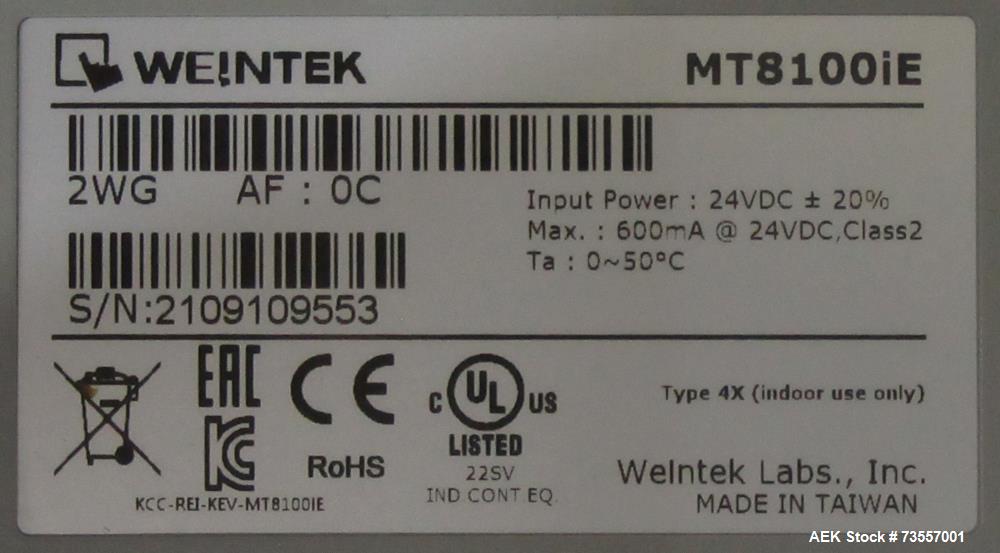 WEINTEK MT8100iE
2WG AF : 0C
Input Power : 24VDC ± 20%
Max. : 600mA @ 24VDC,Class2
Ta : 0~50°C
S/N:2109109553
EAC CE
C UL US
LISTED
22SV
IND CONT EQ.
Type 4X (indoor use only)
KC
RoHS
KCC-REI-KEV-MT8100IE
Weintek Labs., Inc.
MADE IN TAIWAN
AEK Stock # 73557001